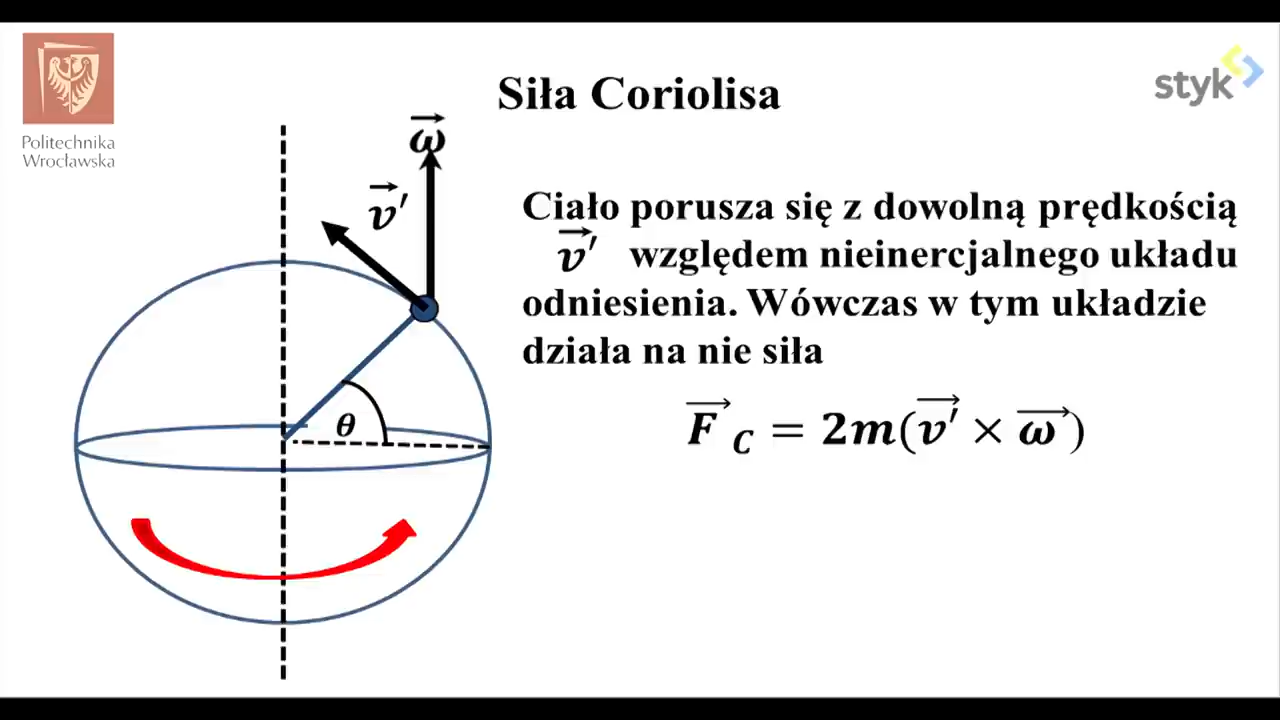 Politechnika
Wrocławska
styk
Siła Coriolisa
ω
v'
θ
Ciało porusza się z dowolną prędkością
v' względem nieinercjalnego układu
odniesienia. Wówczas w tym układzie
działa na nie siła
F⃗_C = 2m(v⃗' × ω⃗)